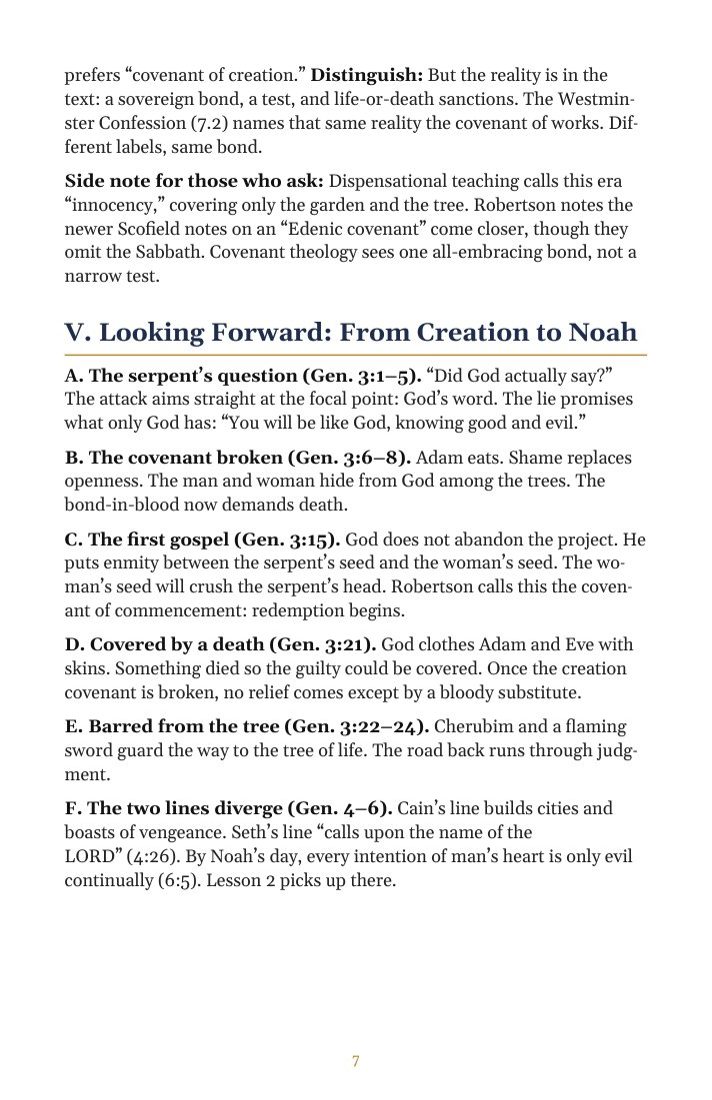 prefers “covenant of creation.” Distinguish: But the reality is in the
text: a sovereign bond, a test, and life-or-death sanctions. The Westmin-
ster Confession (7.2) names that same reality the covenant of works. Dif-
ferent labels, same bond.
Side note for those who ask: Dispensational teaching calls this era
“innocency,” covering only the garden and the tree. Robertson notes the
newer Scofield notes on an “Edenic covenant” come closer, though they
omit the Sabbath. Covenant theology sees one all-embracing bond, not a
narrow test.
V. Looking Forward: From Creation to Noah
A. The serpent’s question (Gen. 3:1–5). “Did God actually say?”
The attack aims straight at the focal point: God’s word. The lie promises
what only God has: “You will be like God, knowing good and evil.”
B. The covenant broken (Gen. 3:6–8). Adam eats. Shame replaces
openness. The man and woman hide from God among the trees. The
bond-in-blood now demands death.
C. The first gospel (Gen. 3:15). God does not abandon the project. He
puts enmity between the serpent’s seed and the woman’s seed. The wo-
man’s seed will crush the serpent’s head. Robertson calls this the coven-
ant of commencement: redemption begins.
D. Covered by a death (Gen. 3:21). God clothes Adam and Eve with
skins. Something died so the guilty could be covered. Once the creation
covenant is broken, no relief comes except by a bloody substitute.
E. Barred from the tree (Gen. 3:22–24). Cherubim and a flaming
sword guard the way to the tree of life. The road back runs through judg-
ment.
F. The two lines diverge (Gen. 4–6). Cain’s line builds cities and
boasts of vengeance. Seth’s line “calls upon the name of the
LORD” (4:26). By Noah’s day, every intention of man’s heart is only evil
continually (6:5). Lesson 2 picks up there.
7